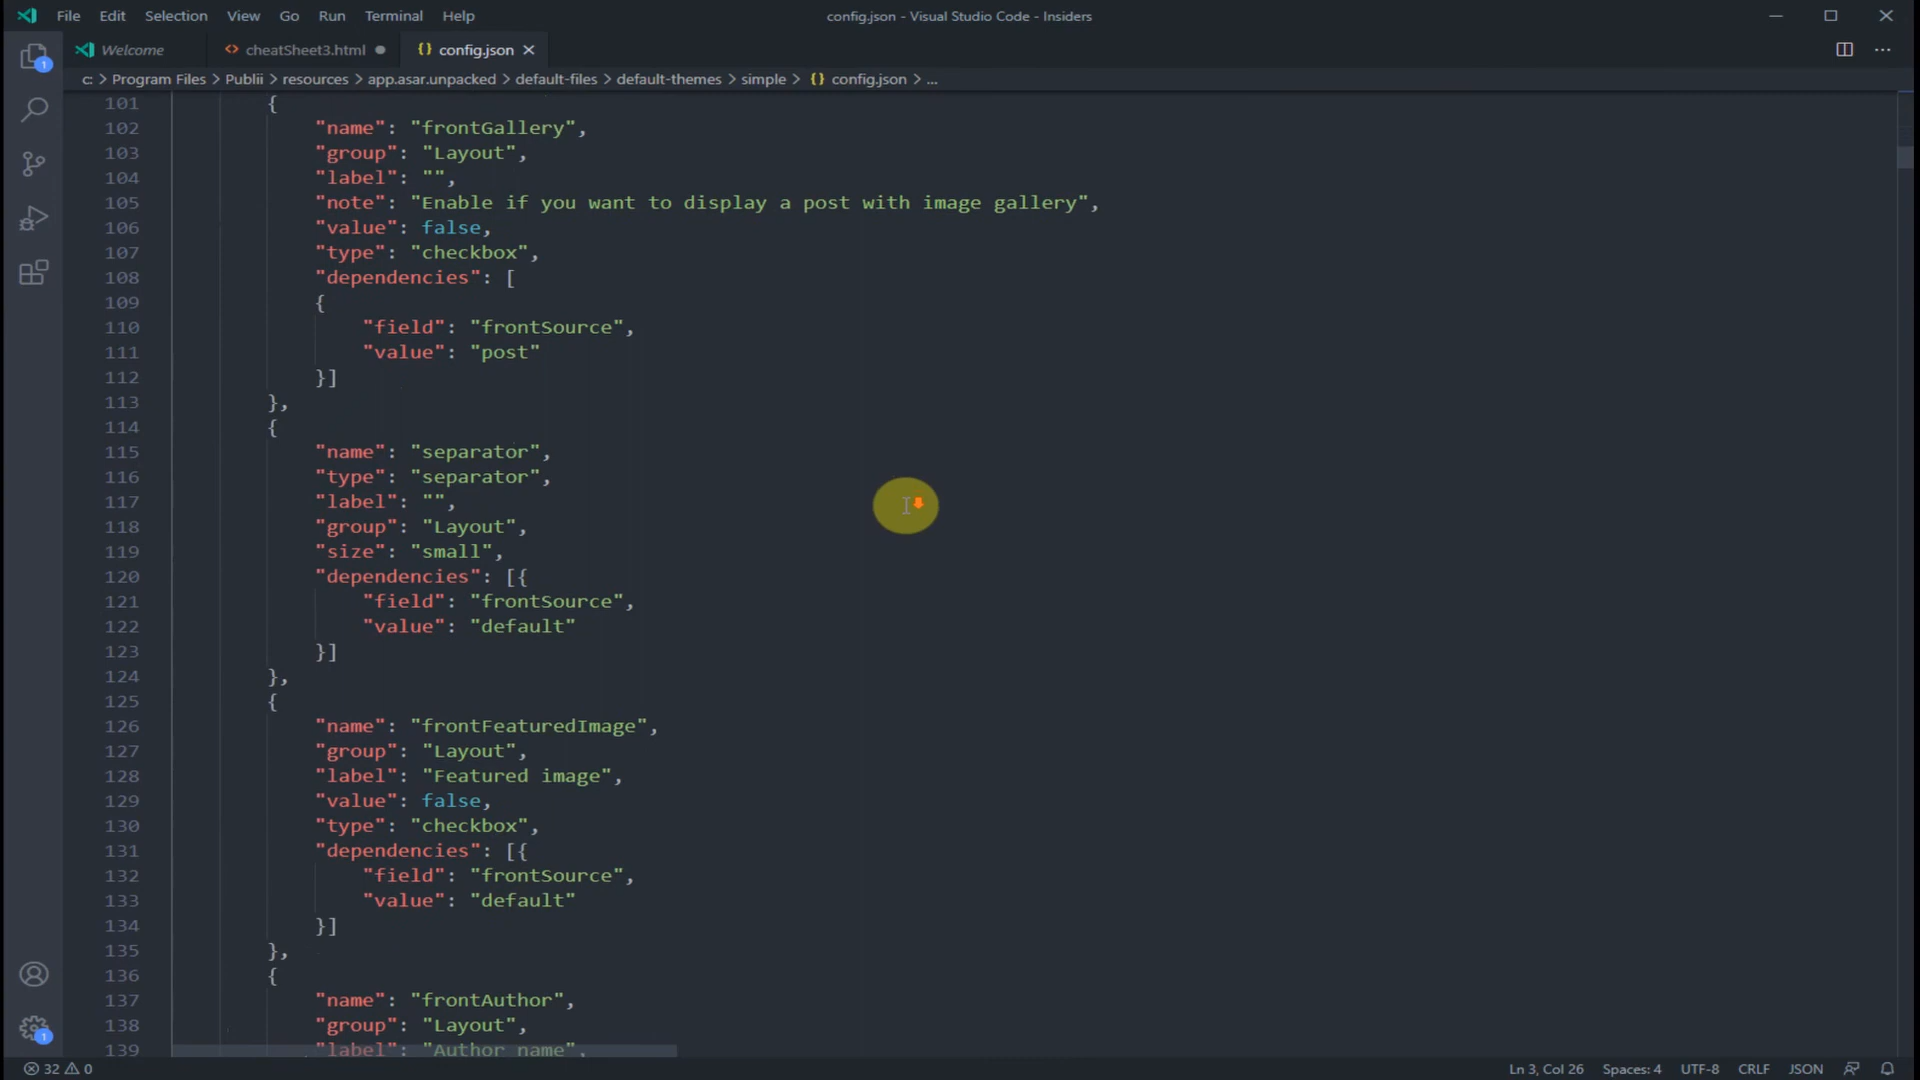 File Edit Selection View Go Run Terminal Help config.json - Visual Studio Code - Insiders
Welcome <> cheatSheet3.html {} config.json
c: > Program Files > Publii > resources > app.asar.unpacked > default-files > default-themes > simple > {} config.json > ...
101 {
102 "name": "frontGallery",
103 "group": "Layout",
104 "label": "",
105 "note": "Enable if you want to display a post with image gallery",
106 "value": false,
107 "type": "checkbox",
108 "dependencies": [
109 {
110 "field": "frontSource",
111 "value": "post"
112 }]
113 },
114 {
115 "name": "separator",
116 "type": "separator",
117 "label": "",
118 "group": "Layout",
119 "size": "small",
120 "dependencies": [{
121 "field": "frontSource",
122 "value": "default"
123 }]
124 },
125 {
126 "name": "frontFeaturedImage",
127 "group": "Layout",
128 "label": "Featured image",
129 "value": false,
130 "type": "checkbox",
131 "dependencies": [{
132 "field": "frontSource",
133 "value": "default"
134 }]
135 },
136 {
137 "name": "frontAuthor",
138 "group": "Layout",
139 "label": "Author name",
1
1
32 0 Ln 3, Col 26 Spaces: 4 UTF-8 CRLF JSON